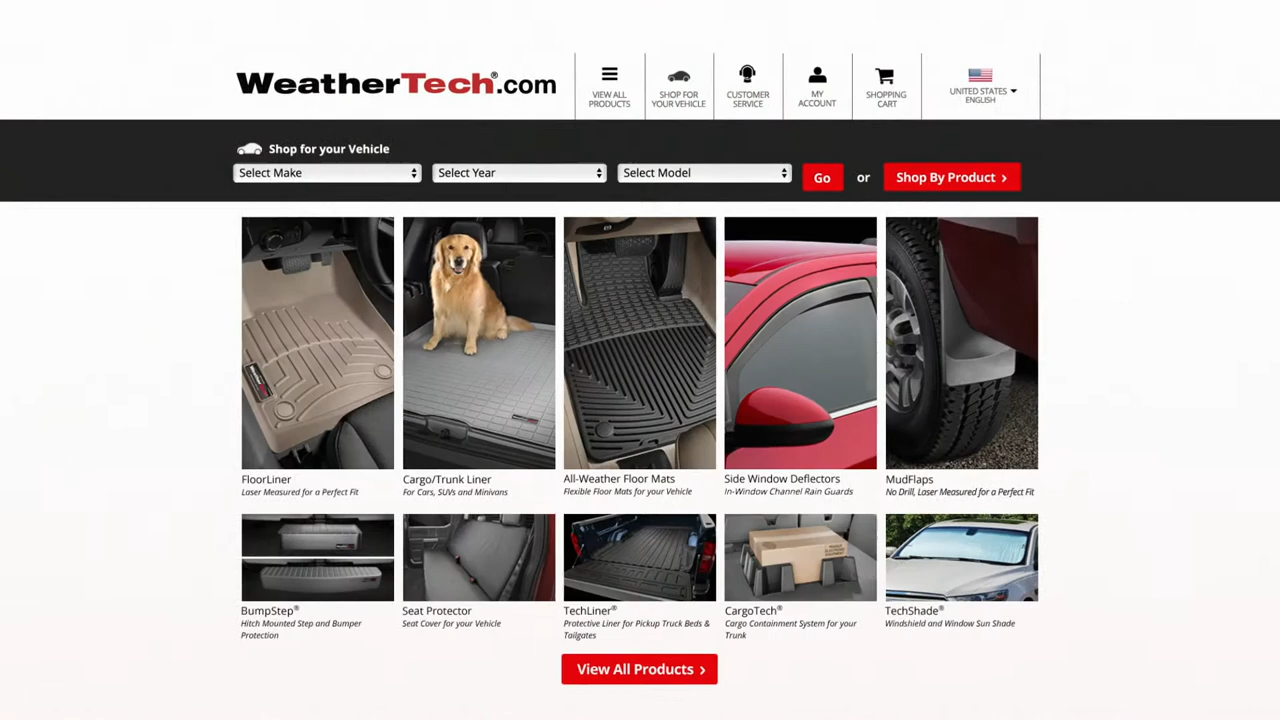 WeatherTech®.com
VIEW ALL
PRODUCTS
SHOP FOR
YOUR VEHICLE
CUSTOMER
SERVICE
MY
ACCOUNT
SHOPPING
CART
UNITED STATES
ENGLISH
Shop for your Vehicle
Select Make
Select Year
Select Model
Go
or
Shop By Product ›
FloorLiner
Laser Measured for a Perfect Fit
Cargo/Trunk Liner
For Cars, SUVs and Minivans
All-Weather Floor Mats
Flexible Floor Mats for your Vehicle
Side Window Deflectors
In-Window Channel Rain Guards
MudFlaps
No Drill, Laser Measured for a Perfect Fit
BumpStep®
Hitch Mounted Step and Bumper
Protection
Seat Protector
Seat Cover for your Vehicle
TechLiner®
Protective Liner for Pickup Truck Beds &
Tailgates
CargoTech®
Cargo Containment System for your
Trunk
TechShade®
Windshield and Window Sun Shade
View All Products ›